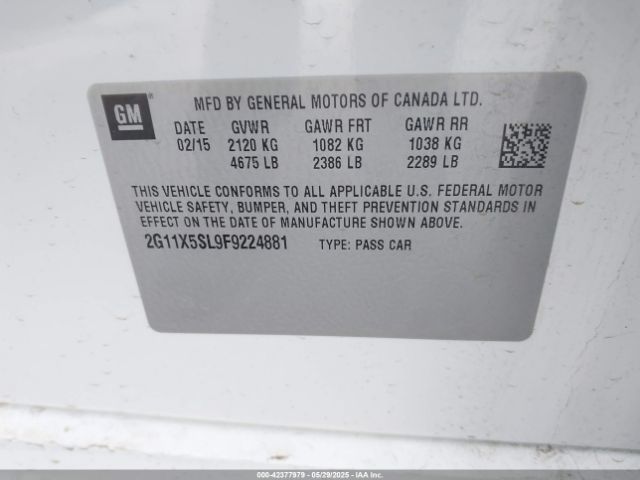 GM
MFD BY GENERAL MOTORS OF CANADA LTD.
DATE GVWR GAWR FRT GAWR RR
02/15 2120 KG 1082 KG 1038 KG
4675 LB 2386 LB 2289 LB
THIS VEHICLE CONFORMS TO ALL APPLICABLE U.S. FEDERAL MOTOR
VEHICLE SAFETY, BUMPER, AND THEFT PREVENTION STANDARDS IN
EFFECT ON THE DATE OF MANUFACTURE SHOWN ABOVE.
2G11X5SL9F9224881 TYPE: PASS CAR
000-42377979 - 05/29/2025 - IAA Inc.